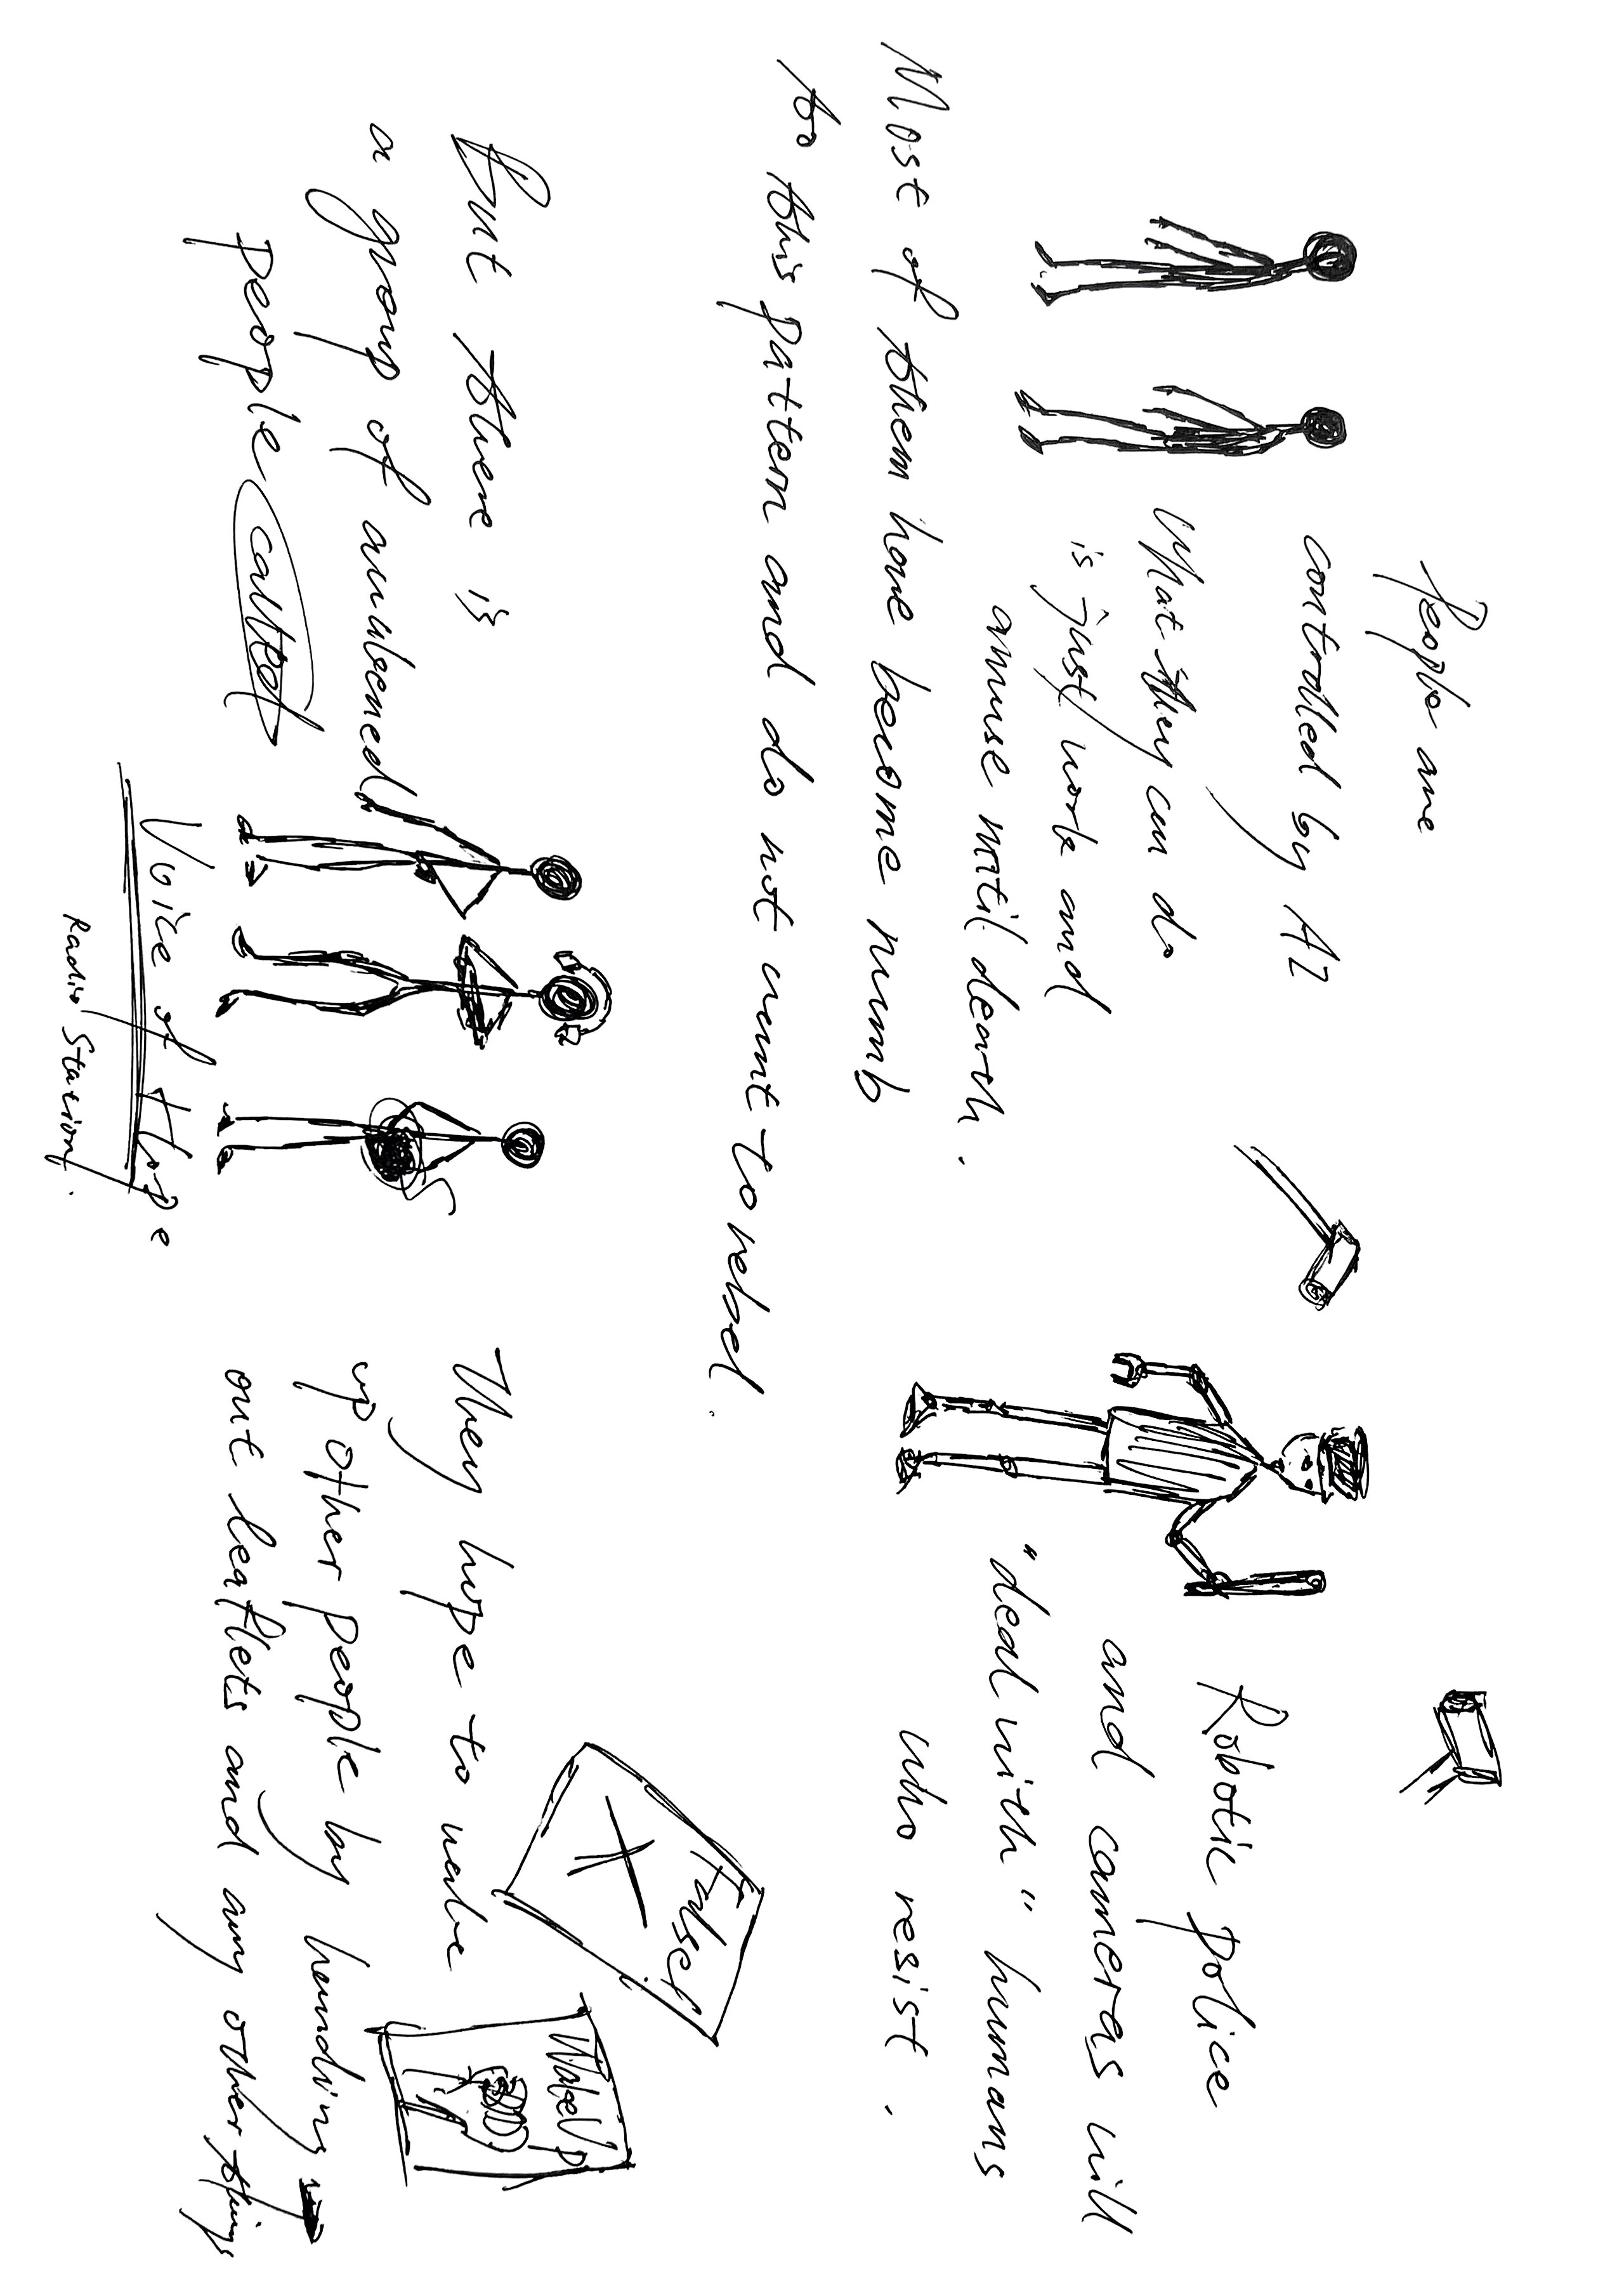 People are
controlled by AI
What they can do
is just work and
amuse until death.
Robotic police
and cameras will
"deal with" humans
who resist.
Most of them have become numb
to this pattern and do not want to rebel.
But there is
a group of awakened
people called
Voice of Hope
Radio Station.
They hope to wake
up other people by handing
out leaflets and any other things
False!
X
Wake Up